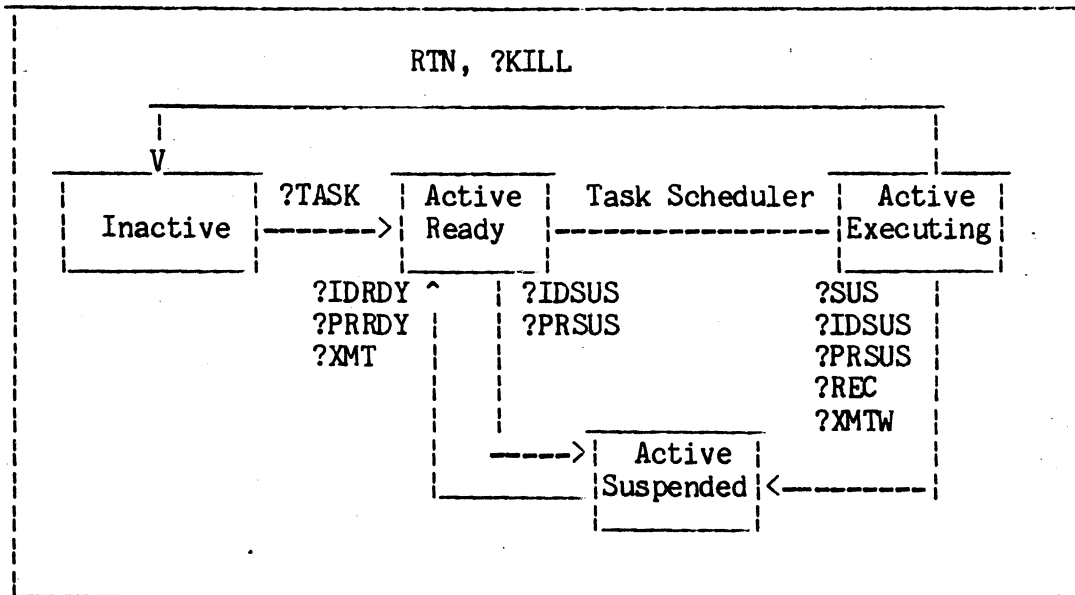 RTN, ?KILL
?TASK
Inactive
Active
Ready
Task Scheduler
Active
Executing
?IDRDY
?PRRDY
?XMT
?IDSUS
?PRSUS
?SUS
?IDSUS
?PRSUS
?REC
?XMTW
Active
Suspended